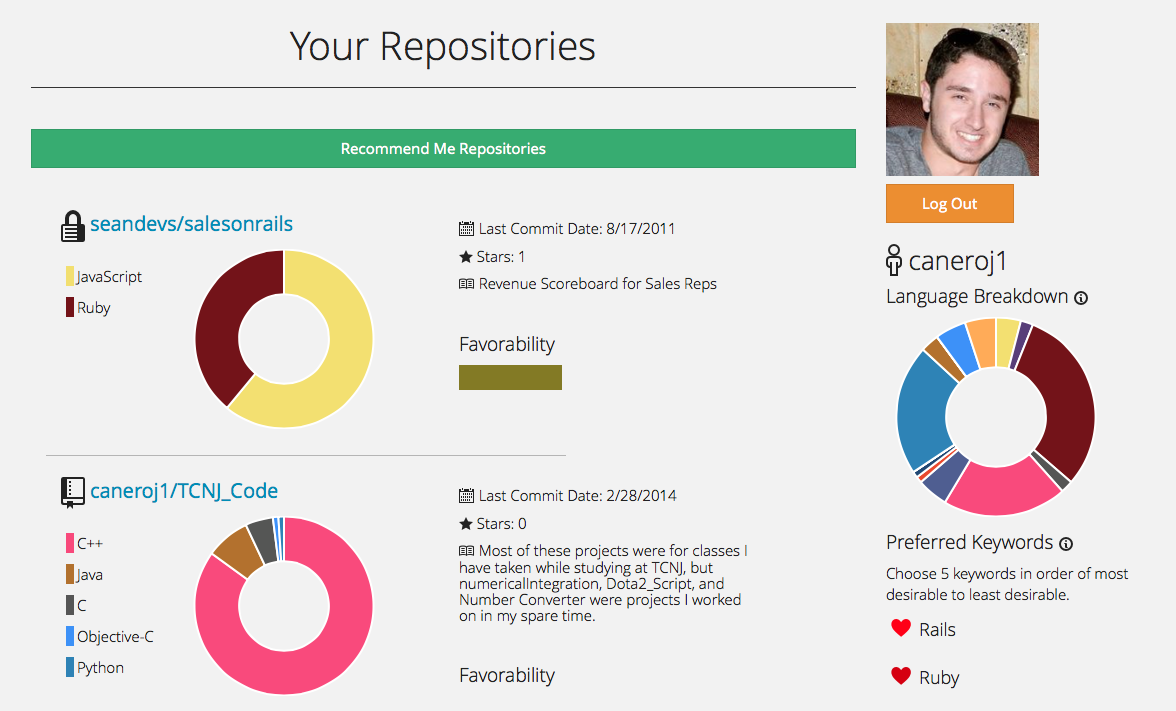 Your Repositories
Recommend Me Repositories
seandevs/salesonrails
JavaScript
Ruby
Last Commit Date: 8/17/2011
Stars: 1
Revenue Scoreboard for Sales Reps
Favorability
caneroj1/TCNJ_Code
C++
Java
C
Objective-C
Python
Last Commit Date: 2/28/2014
Stars: 0
Most of these projects were for classes I
have taken while studying at TCNJ, but
numericalIntegration, Dota2_Script, and
Number Converter were projects I worked
on in my spare time.
Favorability
Log Out
caneroj1
Language Breakdown
Preferred Keywords
Choose 5 keywords in order of most
desirable to least desirable.
Rails
Ruby